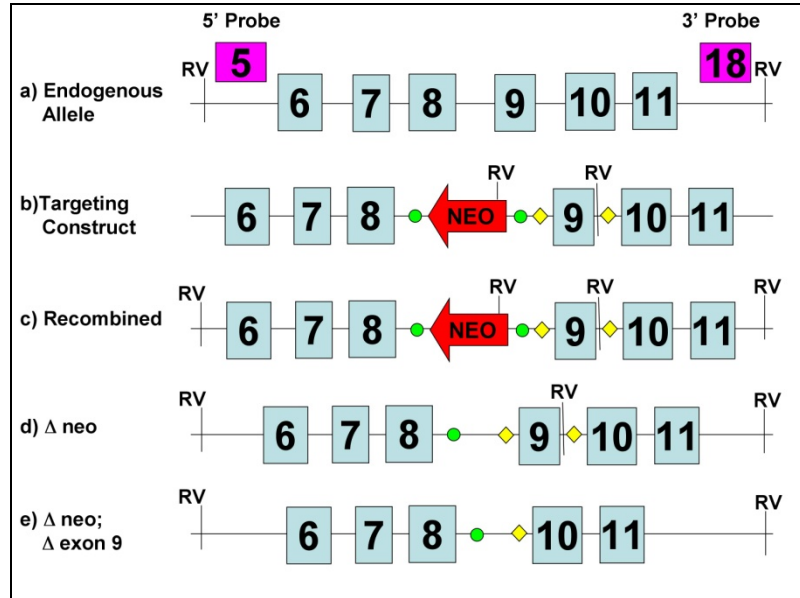 5' Probe 3' Probe
RV 5 18 RV
a) Endogenous
Allele
6 7 8 9 10 11
RV RV
b)Targeting
Construct
6 7 8 NEO 9 10 11
RV RV RV RV
c) Recombined
6 7 8 NEO 9 10 11
RV RV RV
d) Δ neo
6 7 8 9 10 11
RV RV
e) Δ neo;
Δ exon 9
6 7 8 10 11